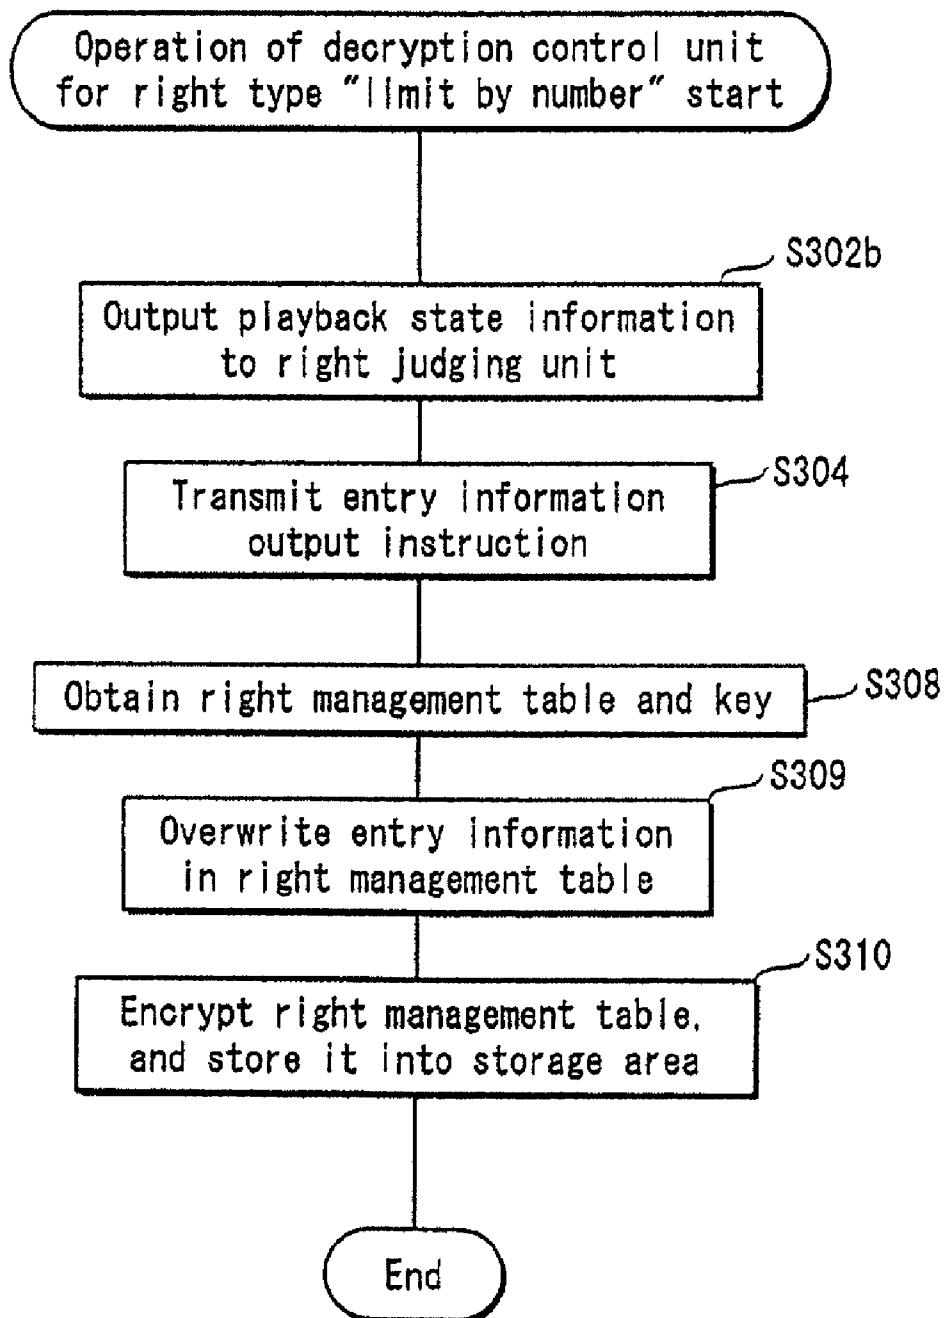 Operation of decryption control unit
for right type "limit by number" start
S302b
Output playback state information
to right judging unit
S304
Transmit entry information
output instruction
Obtain right management table and key
S308
S309
Overwrite entry information
in right management table
S310
Encrypt right management table,
and store it into storage area
End